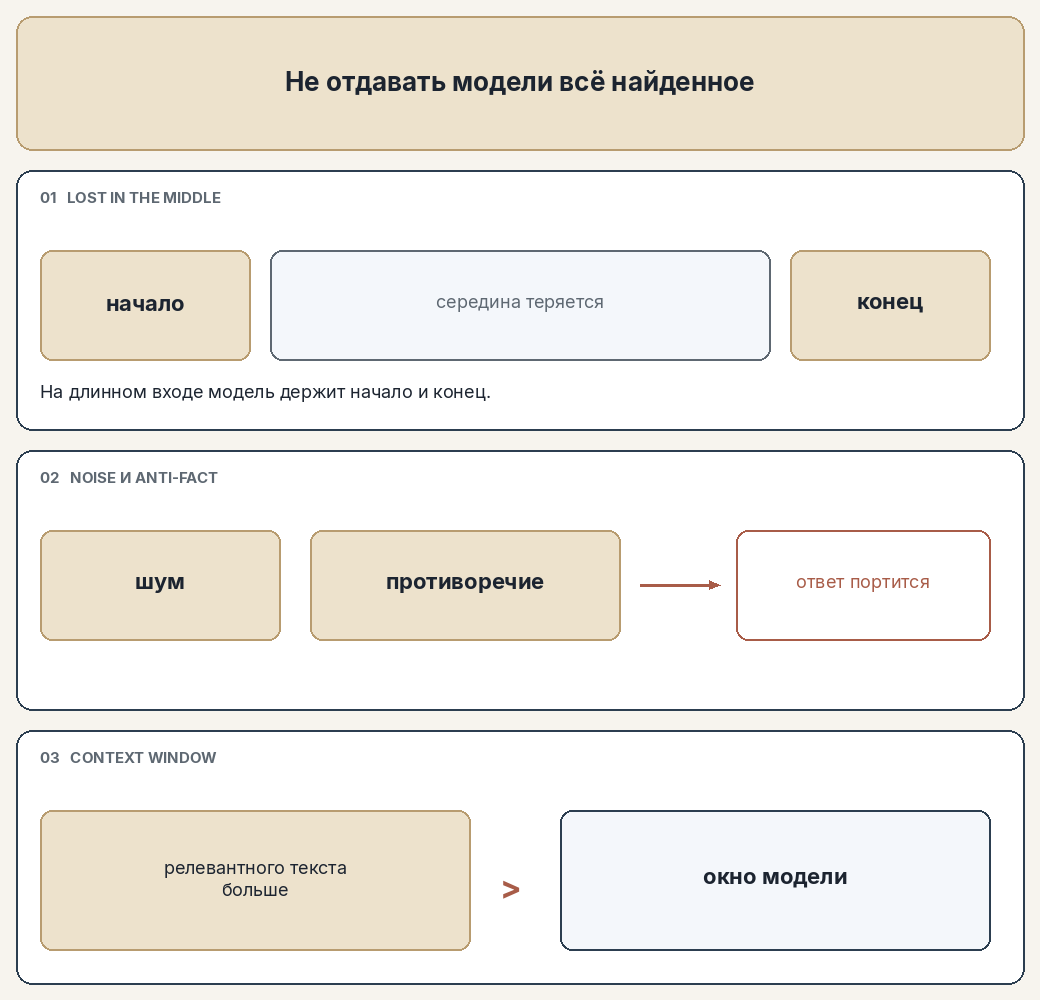 Не отдавать модели всё найденное
01 LOST IN THE MIDDLE
начало
середина теряется
конец
На длинном входе модель держит начало и конец.
02 NOISE И ANTI-FACT
шум
противоречие
ответ портится
03 CONTEXT WINDOW
релевантного текста
больше
>
окно модели